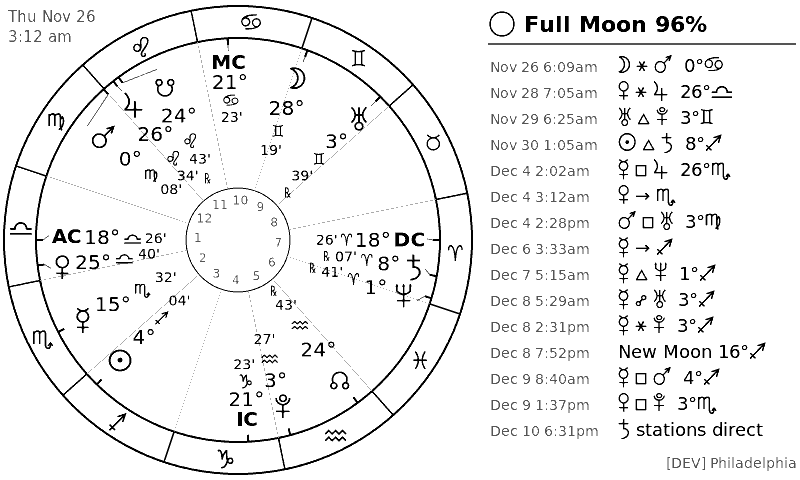 Thu Nov 26
3:12 am
Full Moon 96%
Nov 26 6:09am ☽ ⚹ ♂ 0°♋
Nov 28 7:05am ♀ ⚹ ♃ 26°♎
Nov 29 6:25am ♅ △ ♇ 3°♊
Nov 30 1:05am ☉ △ ♄ 8°♐
Dec 4 2:02am ☿ □ ♃ 26°♏
Dec 4 3:12am ♀ → ♏
Dec 4 2:28pm ♂ □ ♅ 3°♍
Dec 6 3:33am ☿ → ♐
Dec 7 5:15am ☿ △ ♆ 1°♐
Dec 8 5:29am ☿ ☍ ♅ 3°♐
Dec 8 2:31pm ☿ ⚹ ♇ 3°♐
Dec 8 7:52pm New Moon 16°♐
Dec 9 8:40am ☿ □ ♂ 4°♐
Dec 9 1:37pm ♀ □ ♇ 3°♏
Dec 10 6:31pm ♄ stations direct
[DEV] Philadelphia
♋
♊
♉
♈
♓
♒
♑
♐
♏
♎
♍
♌
MC
21°
♋
23'
☽
28°
♊
19'
♅
3°
♊
39'
℞
☋
24°
♌
43'
℞
♃
26°
♌
34'
♂
0°
♍
08'
AC 18° ♎ 26'
♀ 25° ♎ 40'
☿ 15° ♏ 32'
☉ 4° ♐ 04'
26' ♈ 18° DC
℞ 07' ♈ 8° ♄
℞ 41' ♈ 1° ♆
℞
43'
♒
24°
☊
27'
♒
3°
♇
23'
♑
21°
IC
1
2
3
4
5
6
7
8
9
10
11
12